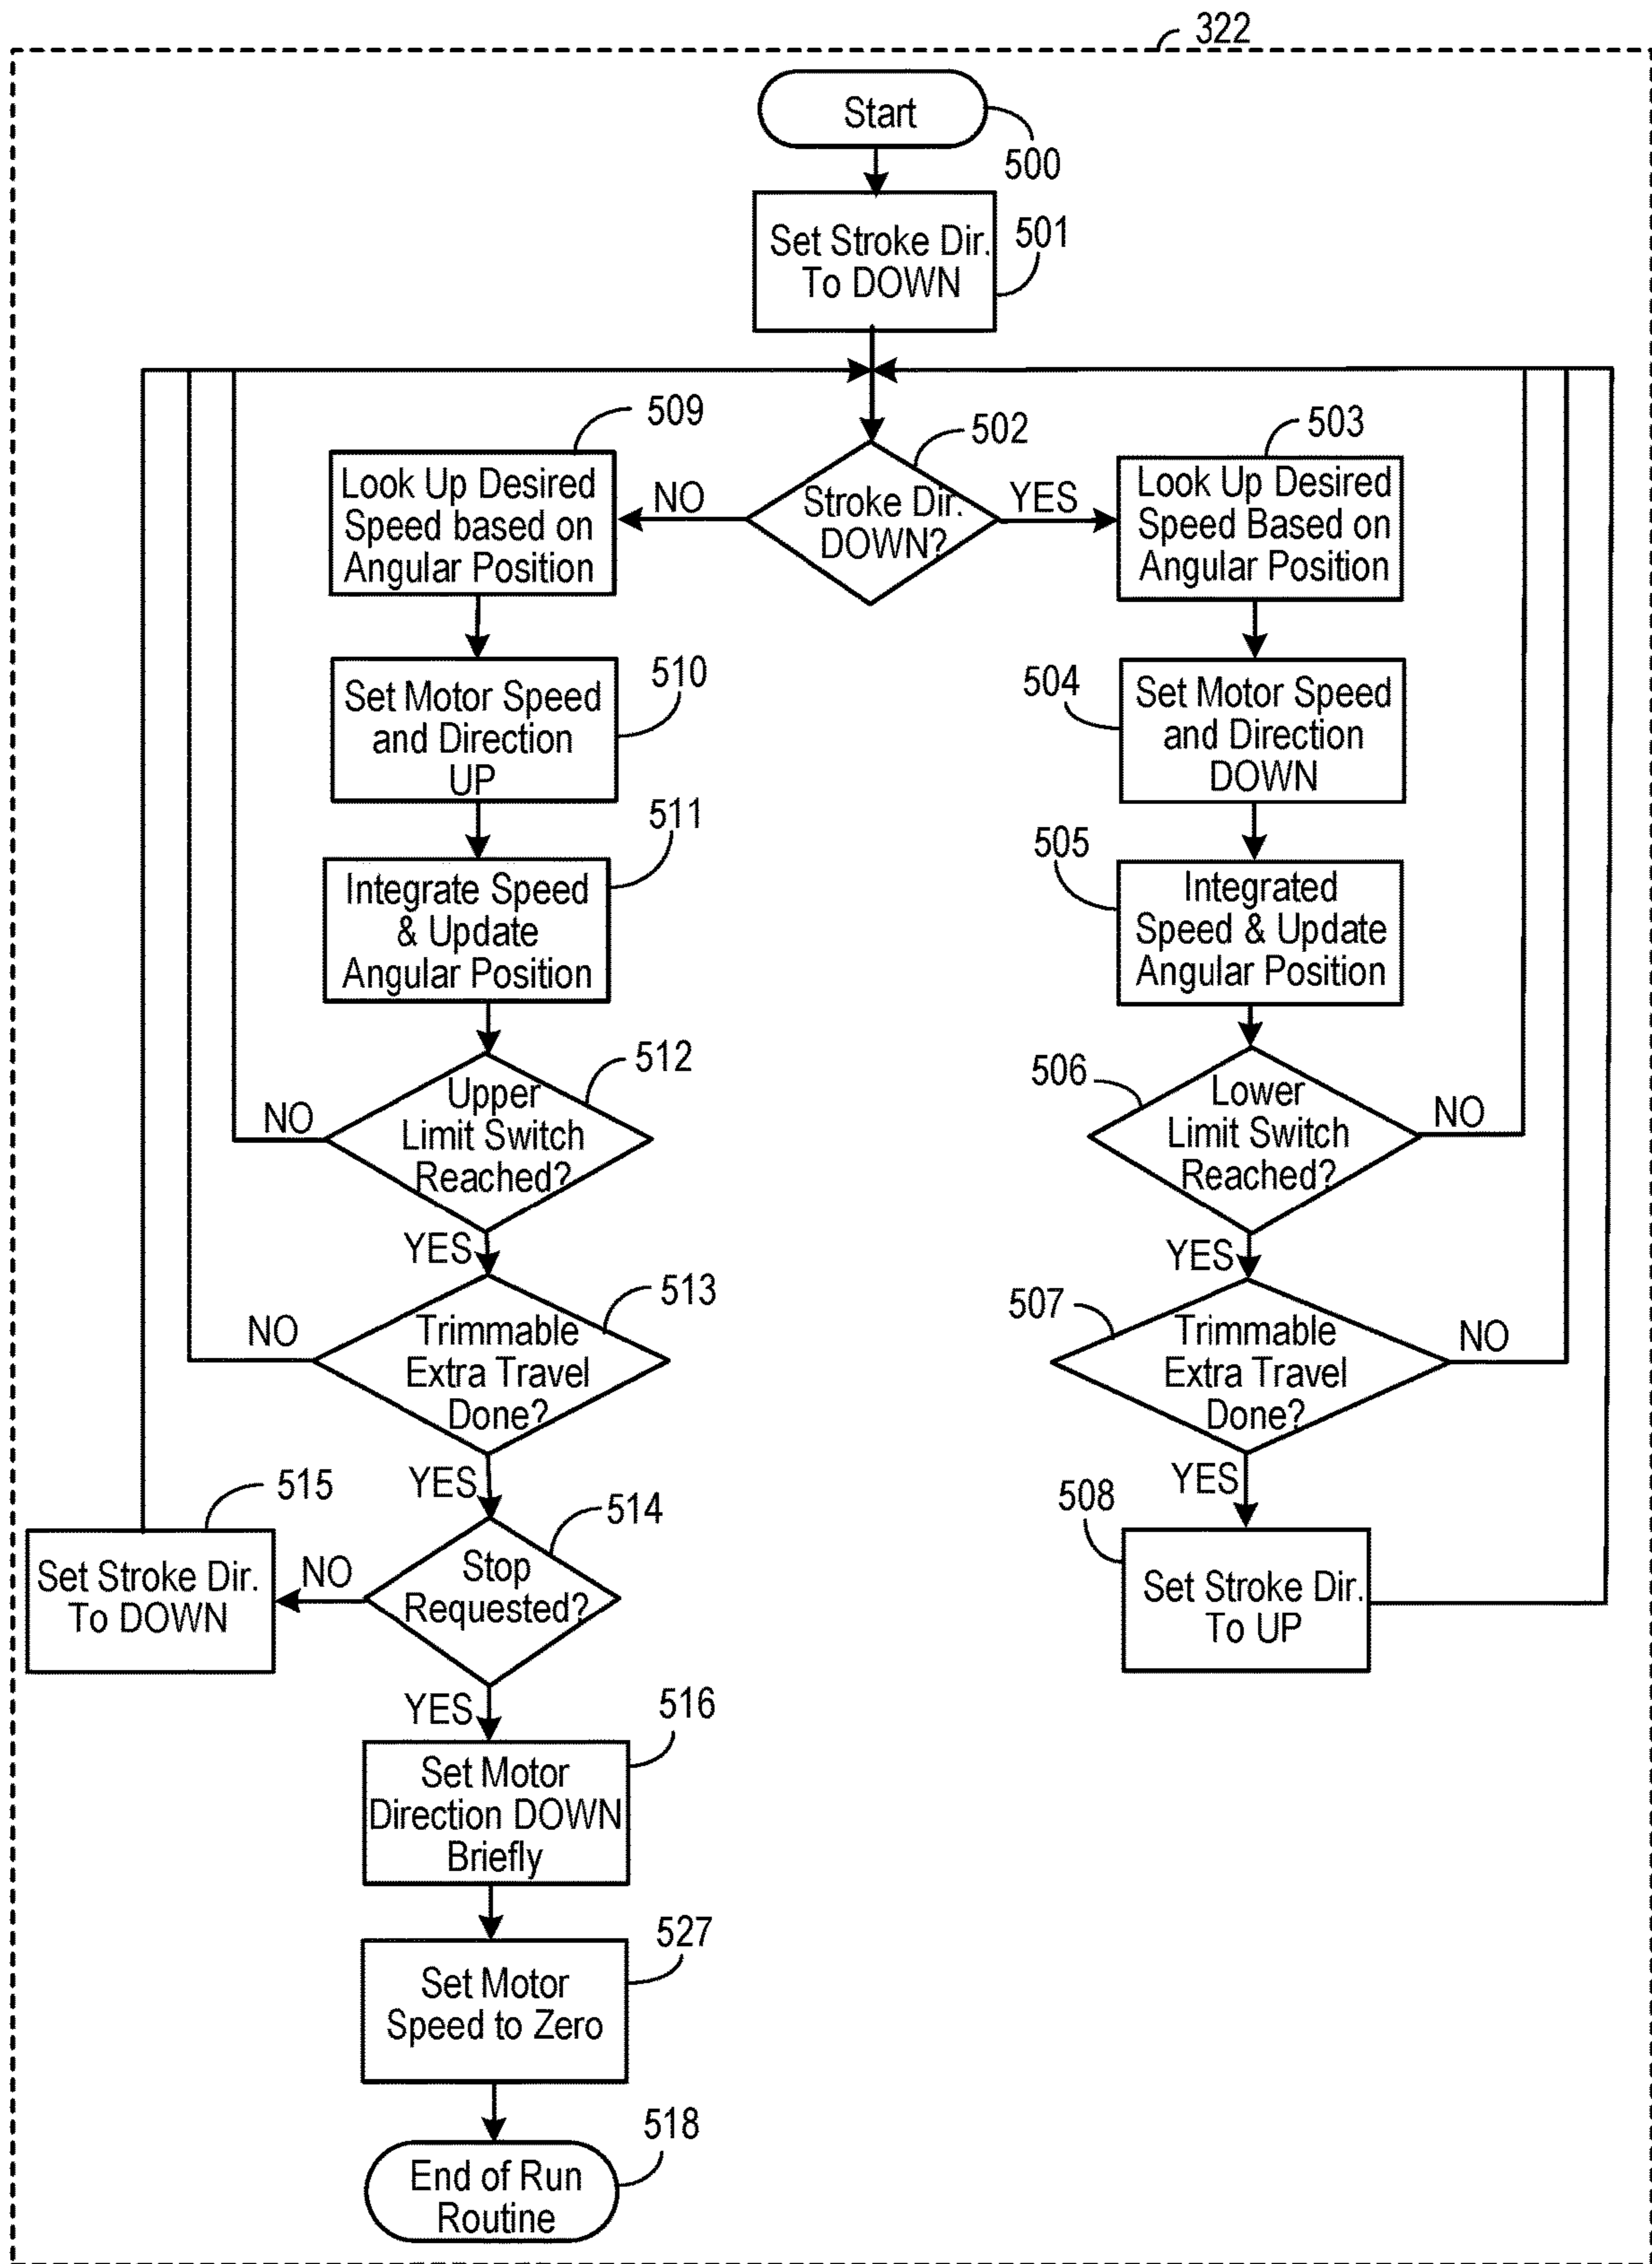 322
Start
500
Set Stroke Dir.
To DOWN
501
502
Stroke Dir.
DOWN?
NO
YES
509
Look Up Desired
Speed based on
Angular Position
503
Look Up Desired
Speed Based on
Angular Position
510
Set Motor Speed
and Direction
UP
504
Set Motor Speed
and Direction
DOWN
511
Integrate Speed
& Update
Angular Position
505
Integrated
Speed & Update
Angular Position
512
Upper
Limit Switch
Reached?
NO
YES
506
Lower
Limit Switch
Reached?
NO
YES
513
Trimmable
Extra Travel
Done?
NO
YES
507
Trimmable
Extra Travel
Done?
NO
YES
515
Set Stroke Dir.
To DOWN
NO
514
Stop
Requested?
YES
508
Set Stroke Dir.
To UP
516
Set Motor
Direction DOWN
Briefly
527
Set Motor
Speed to Zero
518
End of Run
Routine